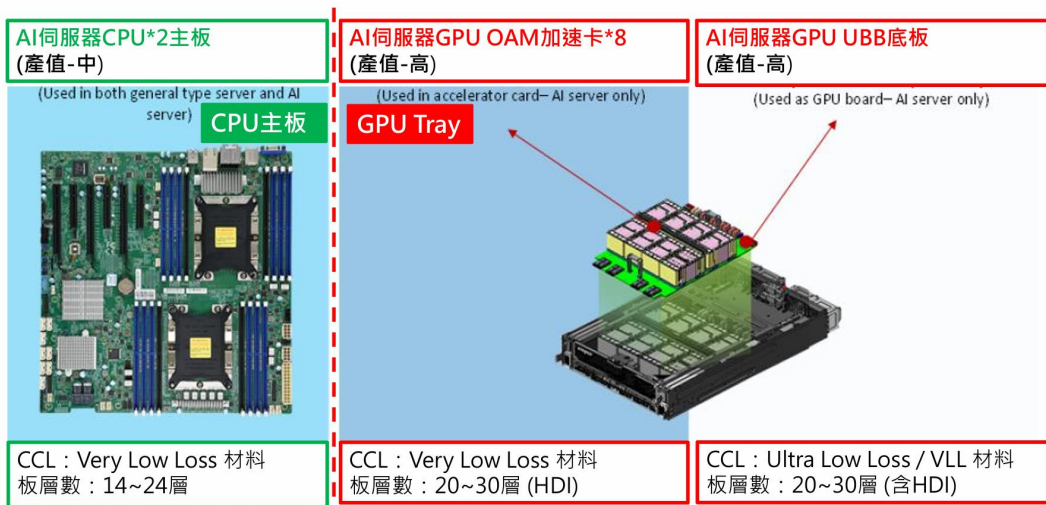 AI伺服器CPU*2主板
(產值-中)
(Used in both general type server and AI
server)
CPU主板
CCL：Very Low Loss 材料
板層數：14~24層
AI伺服器GPU OAM加速卡*8
(產值-高)
(Used in accelerator card– AI server only)
GPU Tray
CCL：Very Low Loss 材料
板層數：20~30層 (HDI)
AI伺服器GPU UBB底板
(產值-高)
(Used as GPU board– AI server only)
CCL：Ultra Low Loss / VLL 材料
板層數：20~30層 (含HDI)